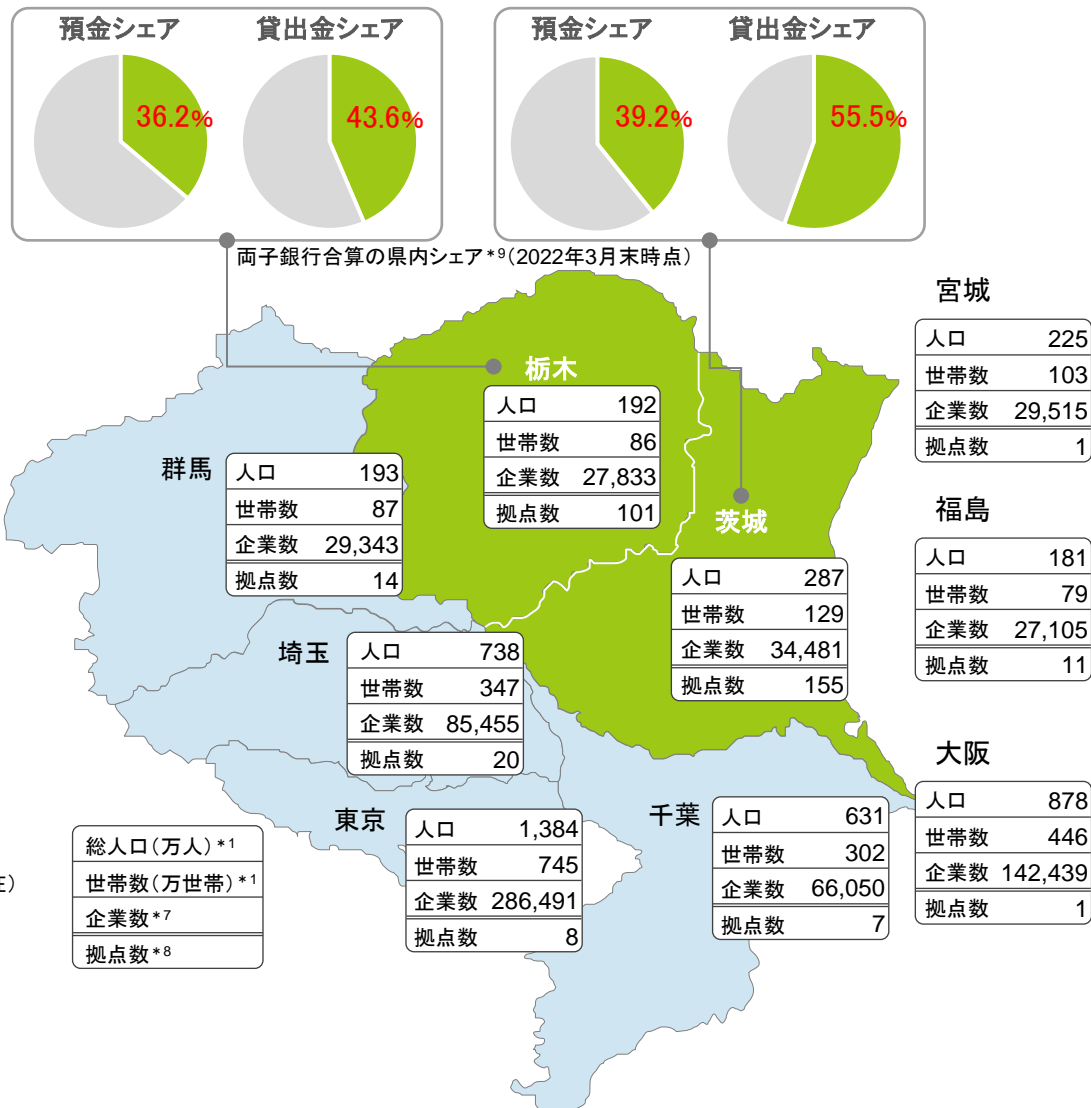 預金シェア 貸出金シェア
36.2% 43.6%
預金シェア 貸出金シェア
39.2% 55.5%
両子銀行合算の県内シェア*9(2022年3月末時点)
宮城
人口 225
世帯数 103
企業数 29,515
拠点数 1
栃木
人口 192
世帯数 86
企業数 27,833
拠点数 101
群馬
人口 193
世帯数 87
企業数 29,343
拠点数 14
茨城
人口 287
世帯数 129
企業数 34,481
拠点数 155
福島
人口 181
世帯数 79
企業数 27,105
拠点数 11
埼玉
人口 738
世帯数 347
企業数 85,455
拠点数 20
大阪
人口 878
世帯数 446
企業数 142,439
拠点数 1
東京
人口 1,384
世帯数 745
企業数 286,491
拠点数 8
千葉
人口 631
世帯数 302
企業数 66,050
拠点数 7
総人口(万人)*1
世帯数(万世帯)*1
企業数*7
拠点数*8